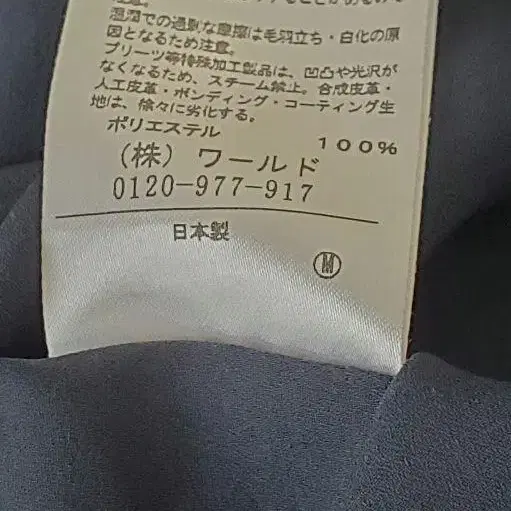 注意。
湿潤での過剰な摩擦は毛羽立ち・白化の原
因となるため注意。
プリーツ等特殊加工製品は、凹凸や光沢が
なくなるため、スチーム禁止。合成皮革・
人工皮革・ボンディング・コーティング生
地は、徐々に劣化する。
ポリエステル 100%
(株) ワールド
0120-977-917
日本製
M